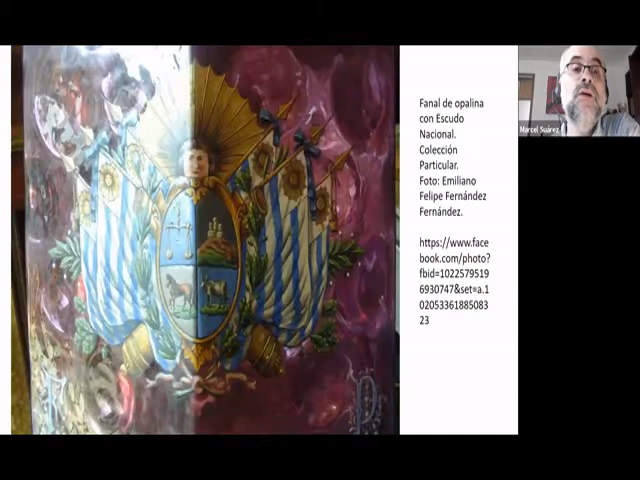 Fanal de opalina
con Escudo
Nacional.
Colección
Particular.
Foto: Emiliano
Felipe Fernández
Fernández.
https://www.face
book.com/photo?
fbid=1022579519
6930747&set=a.1
02053361885083
23
Marcel Suárez